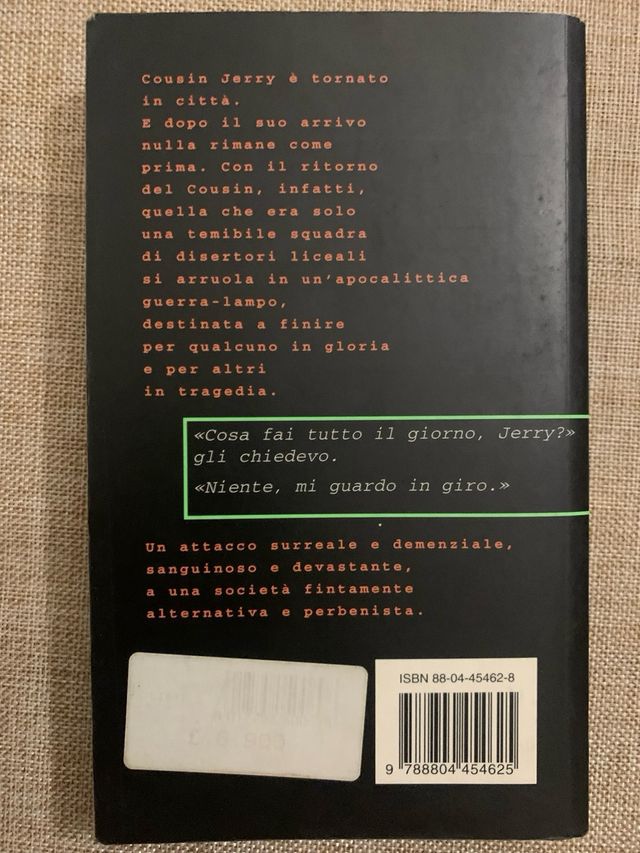 Cousin Jerry è tornato
in città.
E dopo il suo arrivo
nulla rimane come
prima. Con il ritorno
del Cousin, infatti,
quella che era solo
una temibile squadra
di disertori liceali
si arruola in un'apocalittica
guerra-lampo,
destinata a finire
per qualcuno in gloria
e per altri
in tragedia.
«Cosa fai tutto il giorno, Jerry?»
gli chiedevo.
«Niente, mi guardo in giro.»
Un attacco surreale e demenziale,
sanguinoso e devastante,
a una società fintamente
alternativa e perbenista.
ISBN 88-04-45462-8
9 788804 454625